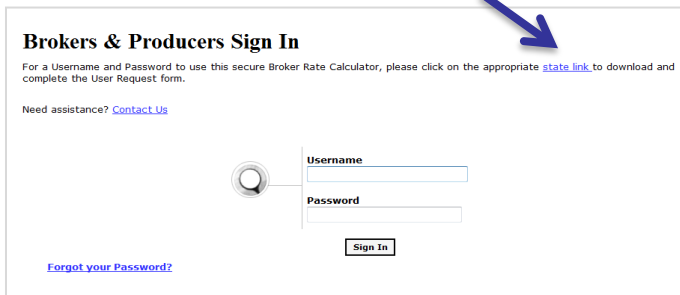 Brokers & Producers Sign In
For a Username and Password to use this secure Broker Rate Calculator, please click on the appropriate state link to download and
complete the User Request form.
Need assistance? Contact Us
Username
Password
Sign In
Forgot your Password?